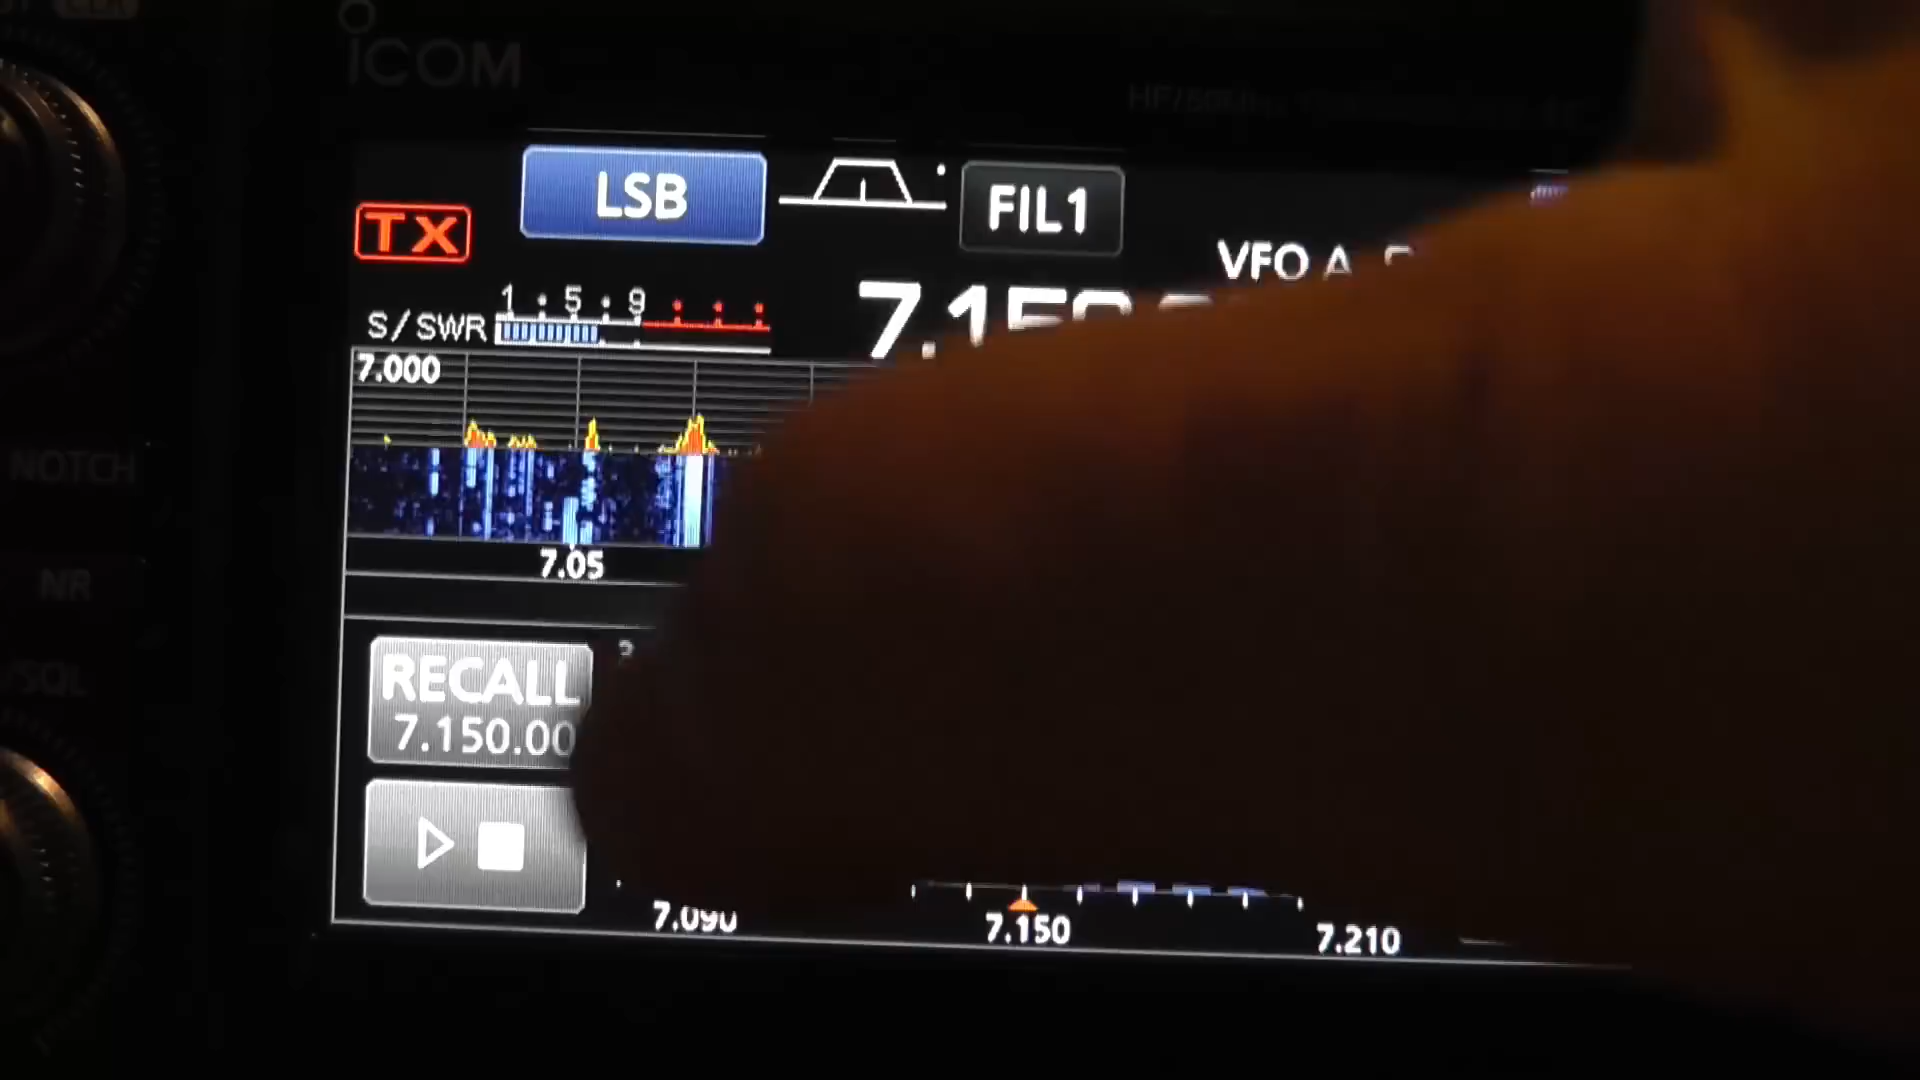 ICOM
LSB
FIL1
TX
VFO A
1 5 9
S/SWR
7.15
7.000
7.05
NOTCH
NR
/SQL
RECALL
7.150.00
7.090
7.150
7.210